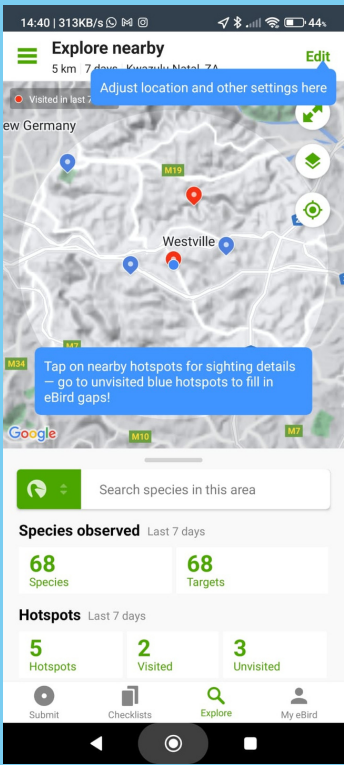 14:40 | 313KB/s
44%
Explore nearby
Edit
5 km 7 days Kwazulu Natal, ZA
Adjust location and other settings here
Visited in last 7
ew Germany
M19
Westville
M7
M34
Tap on nearby hotspots for sighting details
— go to unvisited blue hotspots to fill in
eBird gaps!
Google
M10
M7
Search species in this area
Species observed Last 7 days
68
Species
68
Targets
Hotspots Last 7 days
5
Hotspots
2
Visited
3
Unvisited
Submit
Checklists
Explore
My eBird